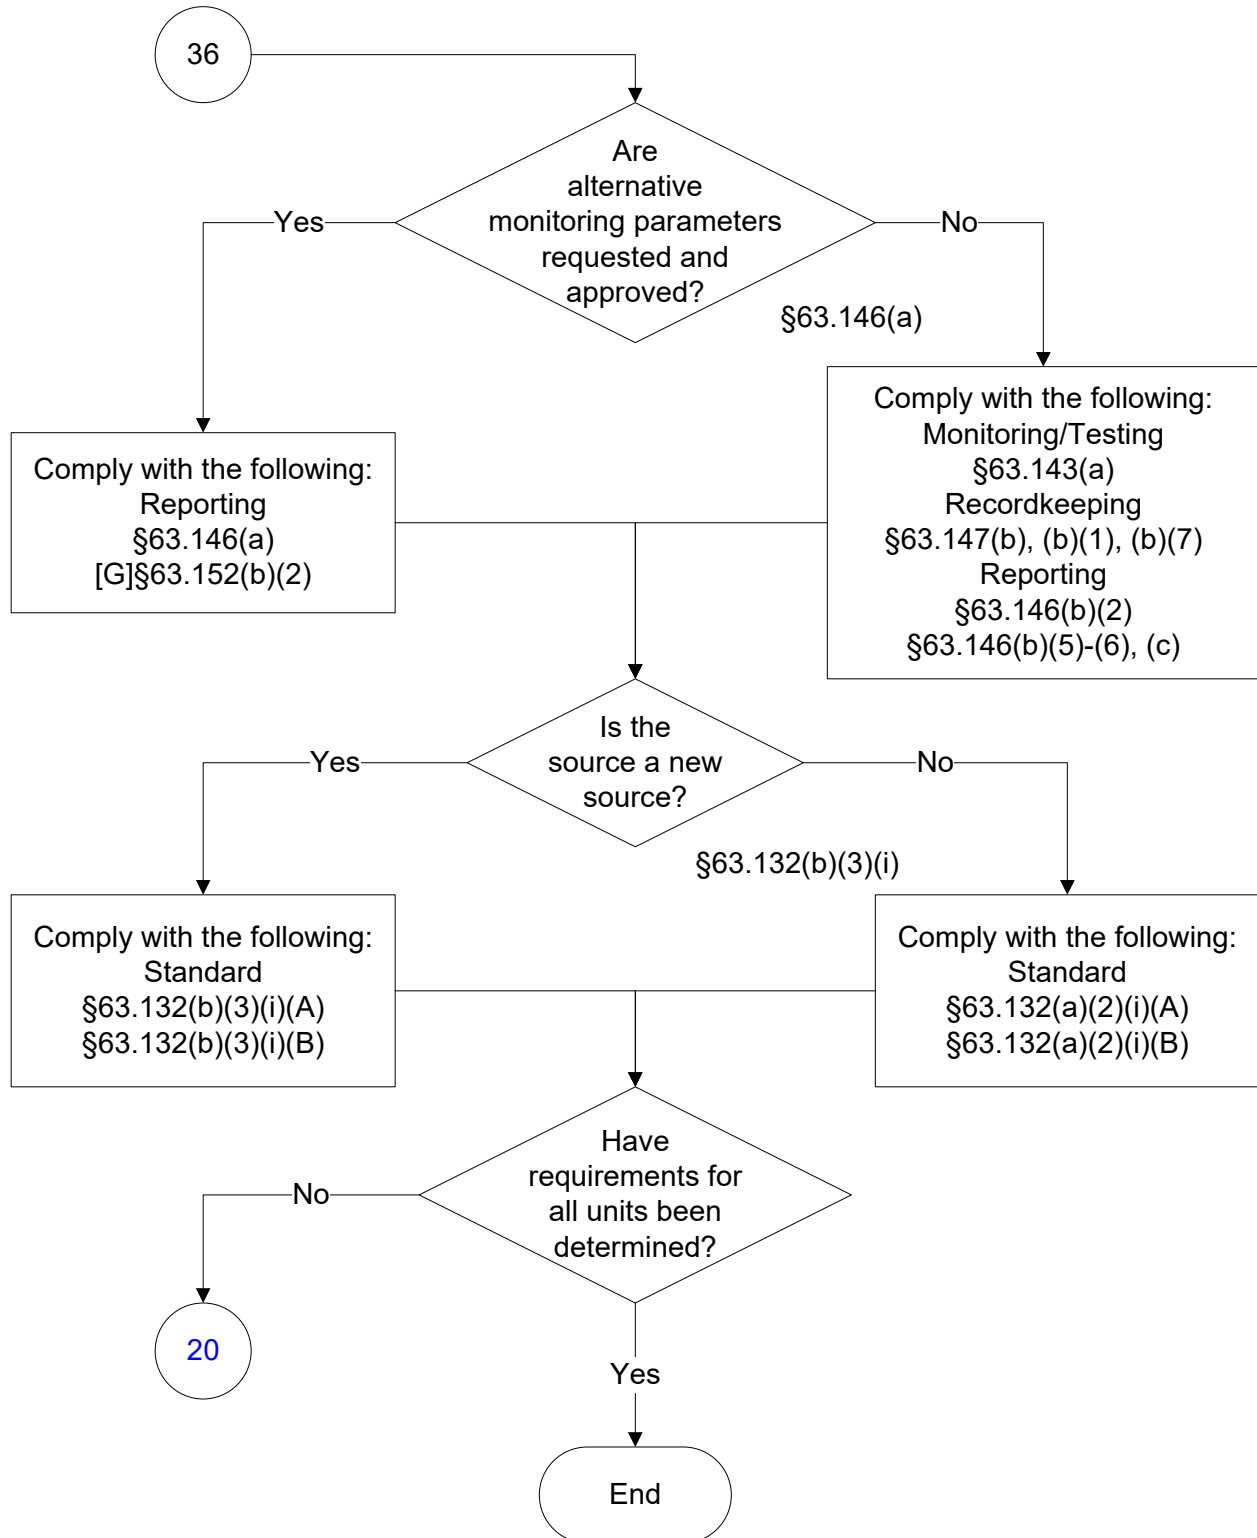 36
Are
alternative
monitoring parameters
requested and
approved?
Yes
No
§63.146(a)
Comply with the following:
Reporting
§63.146(a)
[G]§63.152(b)(2)
Comply with the following:
Monitoring/Testing
§63.143(a)
Recordkeeping
§63.147(b), (b)(1), (b)(7)
Reporting
§63.146(b)(2)
§63.146(b)(5)-(6), (c)
Is the
source a new
source?
Yes
No
§63.132(b)(3)(i)
Comply with the following:
Standard
§63.132(b)(3)(i)(A)
§63.132(b)(3)(i)(B)
Comply with the following:
Standard
§63.132(a)(2)(i)(A)
§63.132(a)(2)(i)(B)
Have
requirements for
all units been
determined?
No
20
Yes
End